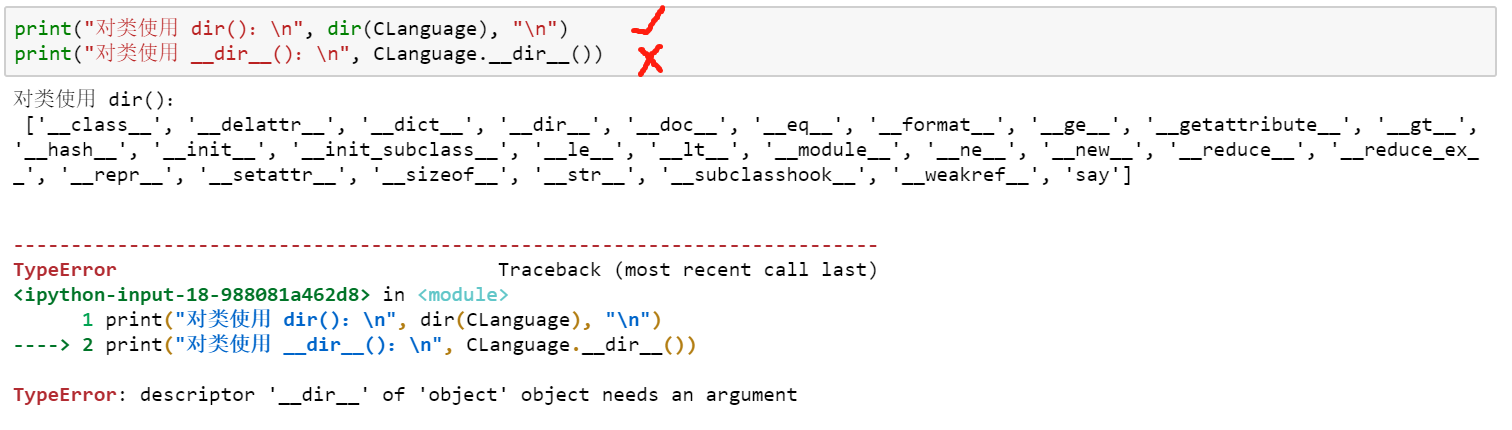 print("对类使用 dir()：\n", dir(CLanguage), "\n")
print("对类使用 __dir__()：\n", CLanguage.__dir__())
对类使用 dir()：
['__class__', '__delattr__', '__dict__', '__dir__', '__doc__', '__eq__', '__format__', '__ge__', '__getattribute__', '__gt__',
'__hash__', '__init__', '__init_subclass__', '__le__', '__lt__', '__module__', '__ne__', '__new__', '__reduce__', '__reduce_ex_
_', '__repr__', '__setattr__', '__sizeof__', '__str__', '__subclasshook__', '__weakref__', 'say']
---------------------------------------------------------------------------
TypeError                                 Traceback (most recent call last)
<ipython-input-18-988081a462d8> in <module>
      1 print("对类使用 dir()：\n", dir(CLanguage), "\n")
----> 2 print("对类使用 __dir__()：\n", CLanguage.__dir__())
TypeError: descriptor '__dir__' of 'object' object needs an argument